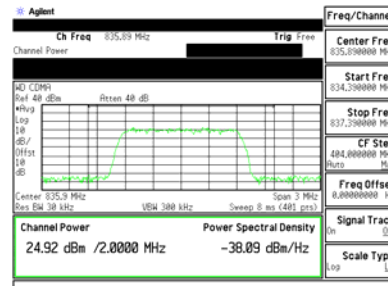 Agilent
Freq/Channe
Ch Freq 835.89 MHz Trig Free
Channel Power
Center Fre
835.890000 M
Start Fre
834.390000 M
Stop Fre
837.390000 M
CF Ste
404.000000 M
Auto M
Freq Offse
0.00000000
Signal Trac
On
Scale Typ
Log
WD CDMA
Ref 40 dBm Atten 40 dB
#Avg
Log
10
dB/
Offst
10
dB
Center 835.9 MHz Span 3 MHz
Res BW 30 kHz VBW 300 kHz Sweep 8 ms (401 pts)
Channel Power Power Spectral Density
24.92 dBm /2.0000 MHz -38.09 dBm/Hz